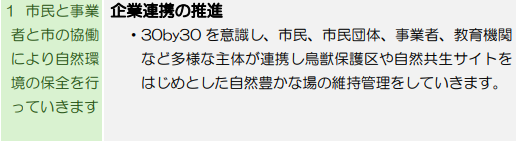 1 市民と事業
者と市の協働
により自然環
境の保全を行
っていきます
企業連携の推進
・30by30 を意識し、市民、市民団体、事業者、教育機関
など多様な主体が連携し鳥獣保護区や自然共生サイトを
はじめとした自然豊かな場の維持管理をしていきます。